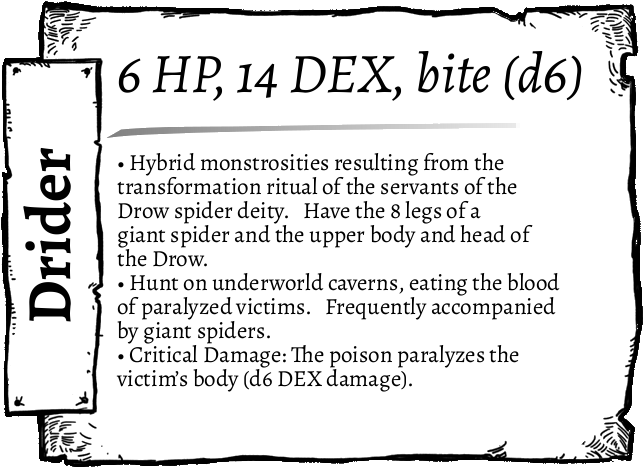 Drider
6 HP, 14 DEX, bite (d6)
• Hybrid monstrosities resulting from the
transformation ritual of the servants of the
Drow spider deity.   Have the 8 legs of a
giant spider and the upper body and head of
the Drow.
• Hunt on underworld caverns, eating the blood
of paralyzed victims.   Frequently accompanied
by giant spiders.
• Critical Damage: The poison paralyzes the
victim's body (d6 DEX damage).